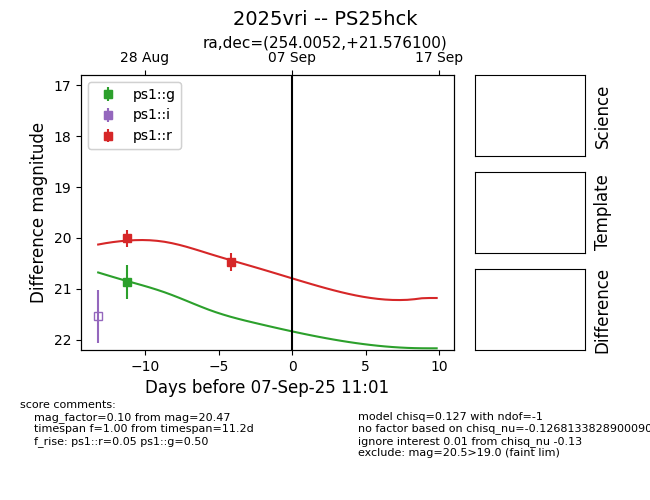 2025vri -- PS25hck
ra,dec=(254.0052,+21.576100)
28 Aug 07 Sep 17 Sep
ps1::g
ps1::i
ps1::r
17
18
19
20
21
22
Difference magnitude
−10 −5 0 5 10
Days before 07-Sep-25 11:01
Science
Template
Difference
score comments:
mag_factor=0.10 from mag=20.47
timespan f=1.00 from timespan=11.2d
f_rise: ps1::r=0.05 ps1::g=0.50
model chisq=0.127 with ndof=-1
no factor based on chisq_nu=-0.1268133828900090
ignore interest 0.01 from chisq_nu -0.13
exclude: mag=20.5>19.0 (faint lim)